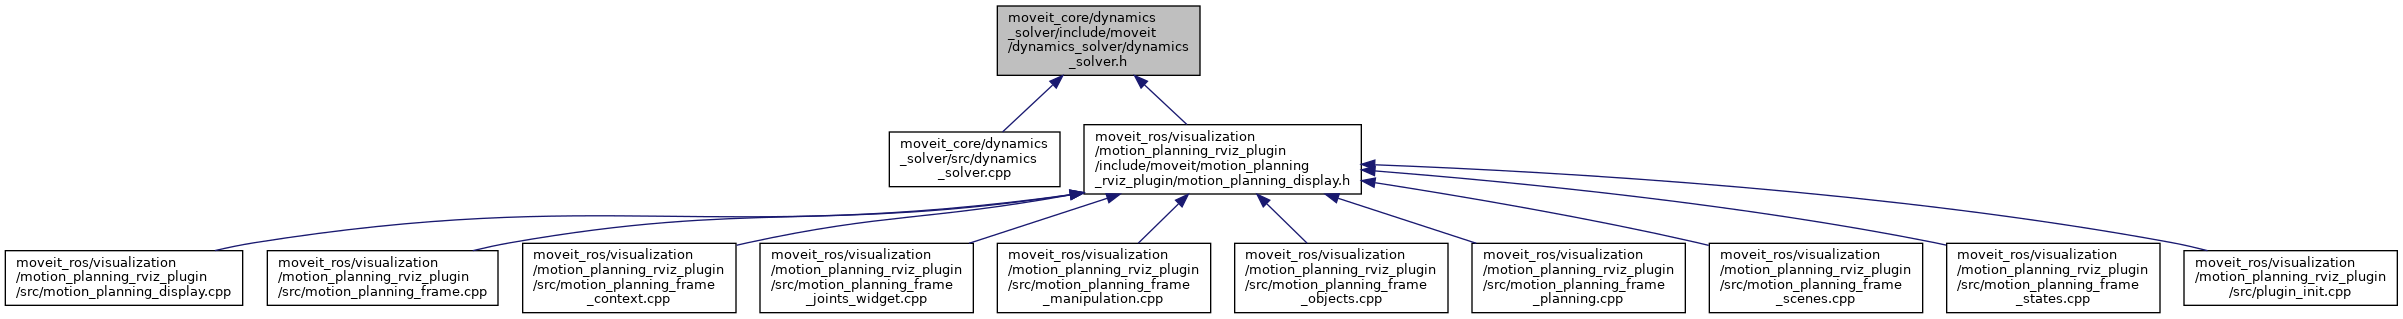 moveit_core/dynamics
_solver/include/moveit
/dynamics_solver/dynamics
_solver.h
moveit_core/dynamics
_solver/src/dynamics
_solver.cpp
moveit_ros/visualization
/motion_planning_rviz_plugin
/include/moveit/motion_planning
_rviz_plugin/motion_planning_display.h
moveit_ros/visualization
/motion_planning_rviz_plugin
/src/motion_planning_display.cpp
moveit_ros/visualization
/motion_planning_rviz_plugin
/src/motion_planning_frame.cpp
moveit_ros/visualization
/motion_planning_rviz_plugin
/src/motion_planning_frame
_context.cpp
moveit_ros/visualization
/motion_planning_rviz_plugin
/src/motion_planning_frame
_joints_widget.cpp
moveit_ros/visualization
/motion_planning_rviz_plugin
/src/motion_planning_frame
_manipulation.cpp
moveit_ros/visualization
/motion_planning_rviz_plugin
/src/motion_planning_frame
_objects.cpp
moveit_ros/visualization
/motion_planning_rviz_plugin
/src/motion_planning_frame
_planning.cpp
moveit_ros/visualization
/motion_planning_rviz_plugin
/src/motion_planning_frame
_scenes.cpp
moveit_ros/visualization
/motion_planning_rviz_plugin
/src/motion_planning_frame
_states.cpp
moveit_ros/visualization
/motion_planning_rviz_plugin
/src/plugin_init.cpp